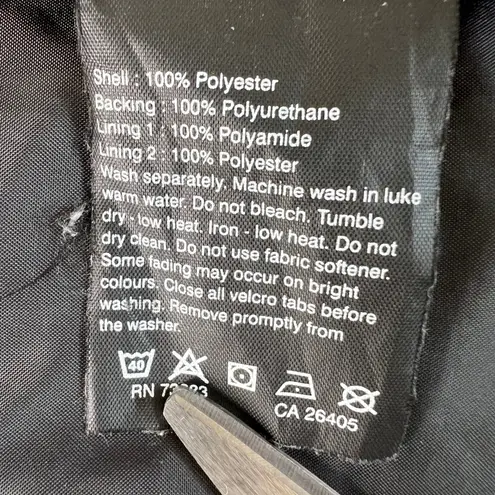 Shell : 100% Polyester
Backing : 100% Polyurethane
Lining 1 : 100% Polyamide
Lining 2 : 100% Polyester
Wash separately. Machine wash in luke
warm water. Do not bleach. Tumble
dry - low heat. Iron - low heat. Do not
dry clean. Do not use fabric softener.
Some fading may occur on bright
colours. Close all velcro tabs before
washing. Remove promptly from
the washer.
40
RN
CA 26405